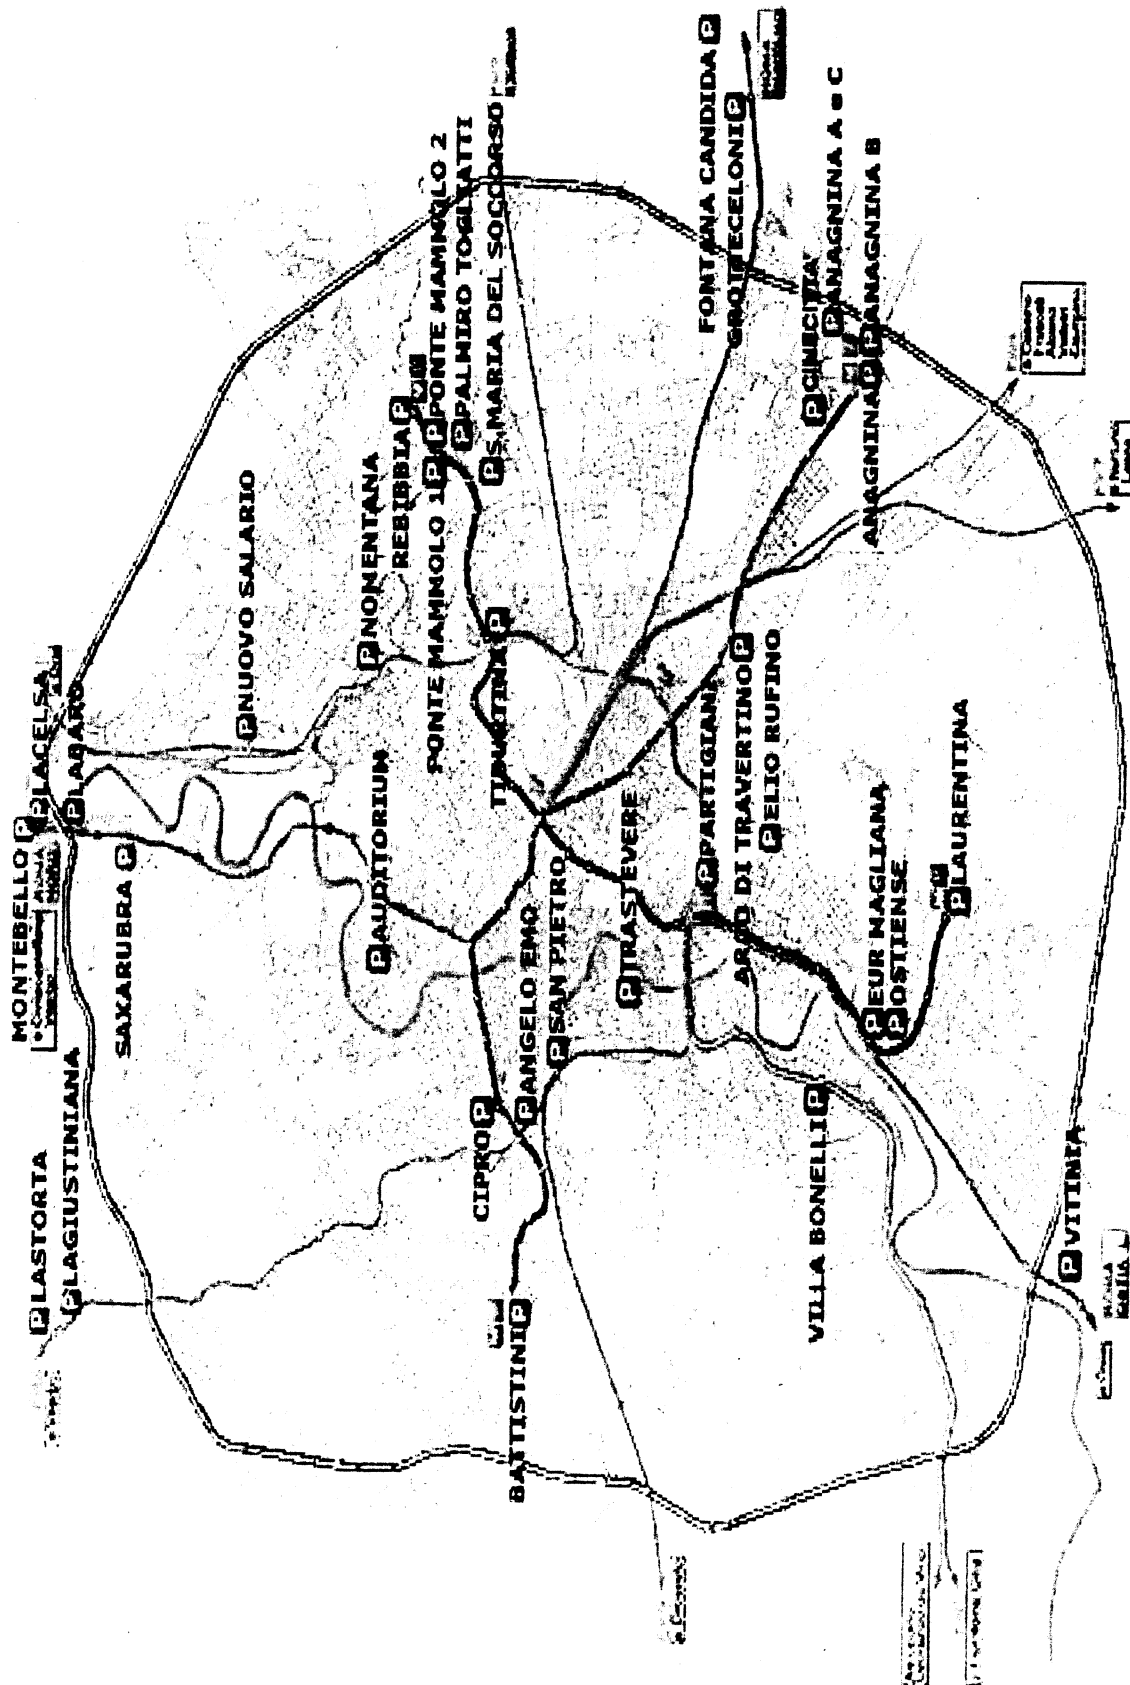 MONTEBELLO P
P LACELSA
P LABARO
P LASTORTA
P LAGIUSTINIANA
SAXARUBRA P
P NUOVO SALARIO
P AUDITORIUM
P NOMENTANA
REBIBBIA P
PONTE MAMMOLO 1 P
P PONTE MAMMOLO 2
P PALMIRO TOGLIATTI
P S.MARIA DEL SOCCORSO
TIBURTINA P
CIPRO P
P ANGELO EMO
P SAN PIETRO
BATTISTINI P
P TRASTEVERE
P PARTIGIANI
ARCO DI TRAVERTINO P
P ELIO RUFINO
FONTANA CANDIDA P
GROTTECELONI P
P CINECITTA'
P ANAGNINA A e C
ANAGNINA P
P ANAGNINA B
VILLA BONELLI P
P EUR MAGLIANA
P OSTIENSE
P LAURENTINA
P VITINIA